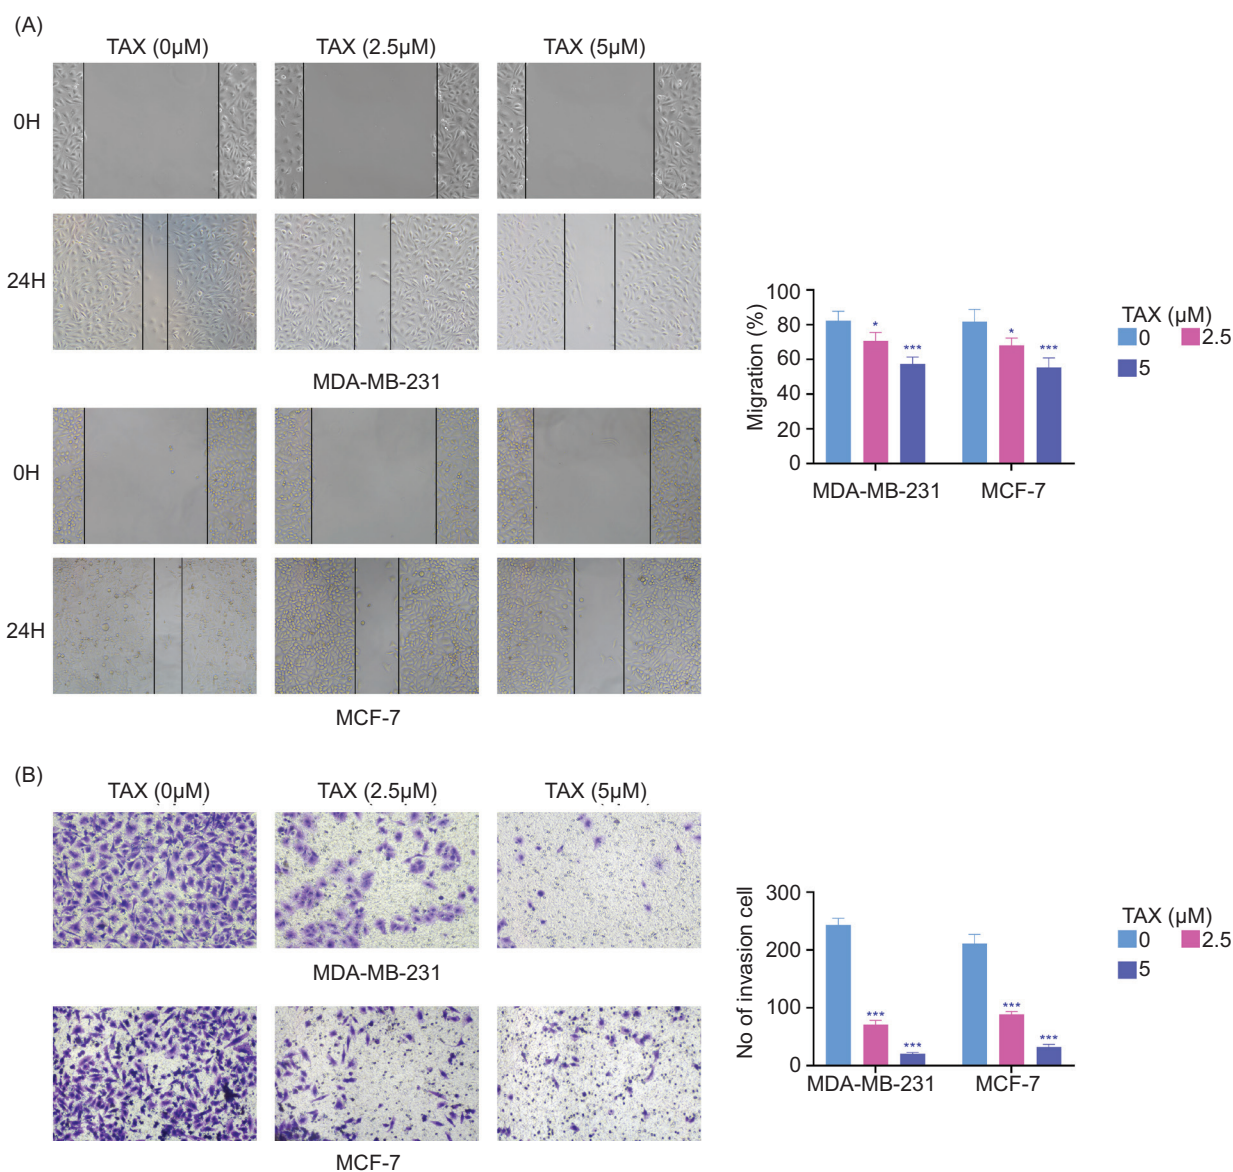 (A)
TAX (0µM) TAX (2.5µM) TAX (5µM)
0H
24H
MDA-MB-231
0H
24H
MCF-7
Migration (%)
100
80
60
40
20
0
* *** * ***
MDA-MB-231 MCF-7
TAX (µM)
0 2.5
5
(B)
TAX (0µM) TAX (2.5µM) TAX (5µM)
MDA-MB-231
MCF-7
No of invasion cell
300
200
100
0
*** *** *** ***
MDA-MB-231 MCF-7
TAX (µM)
0 2.5
5